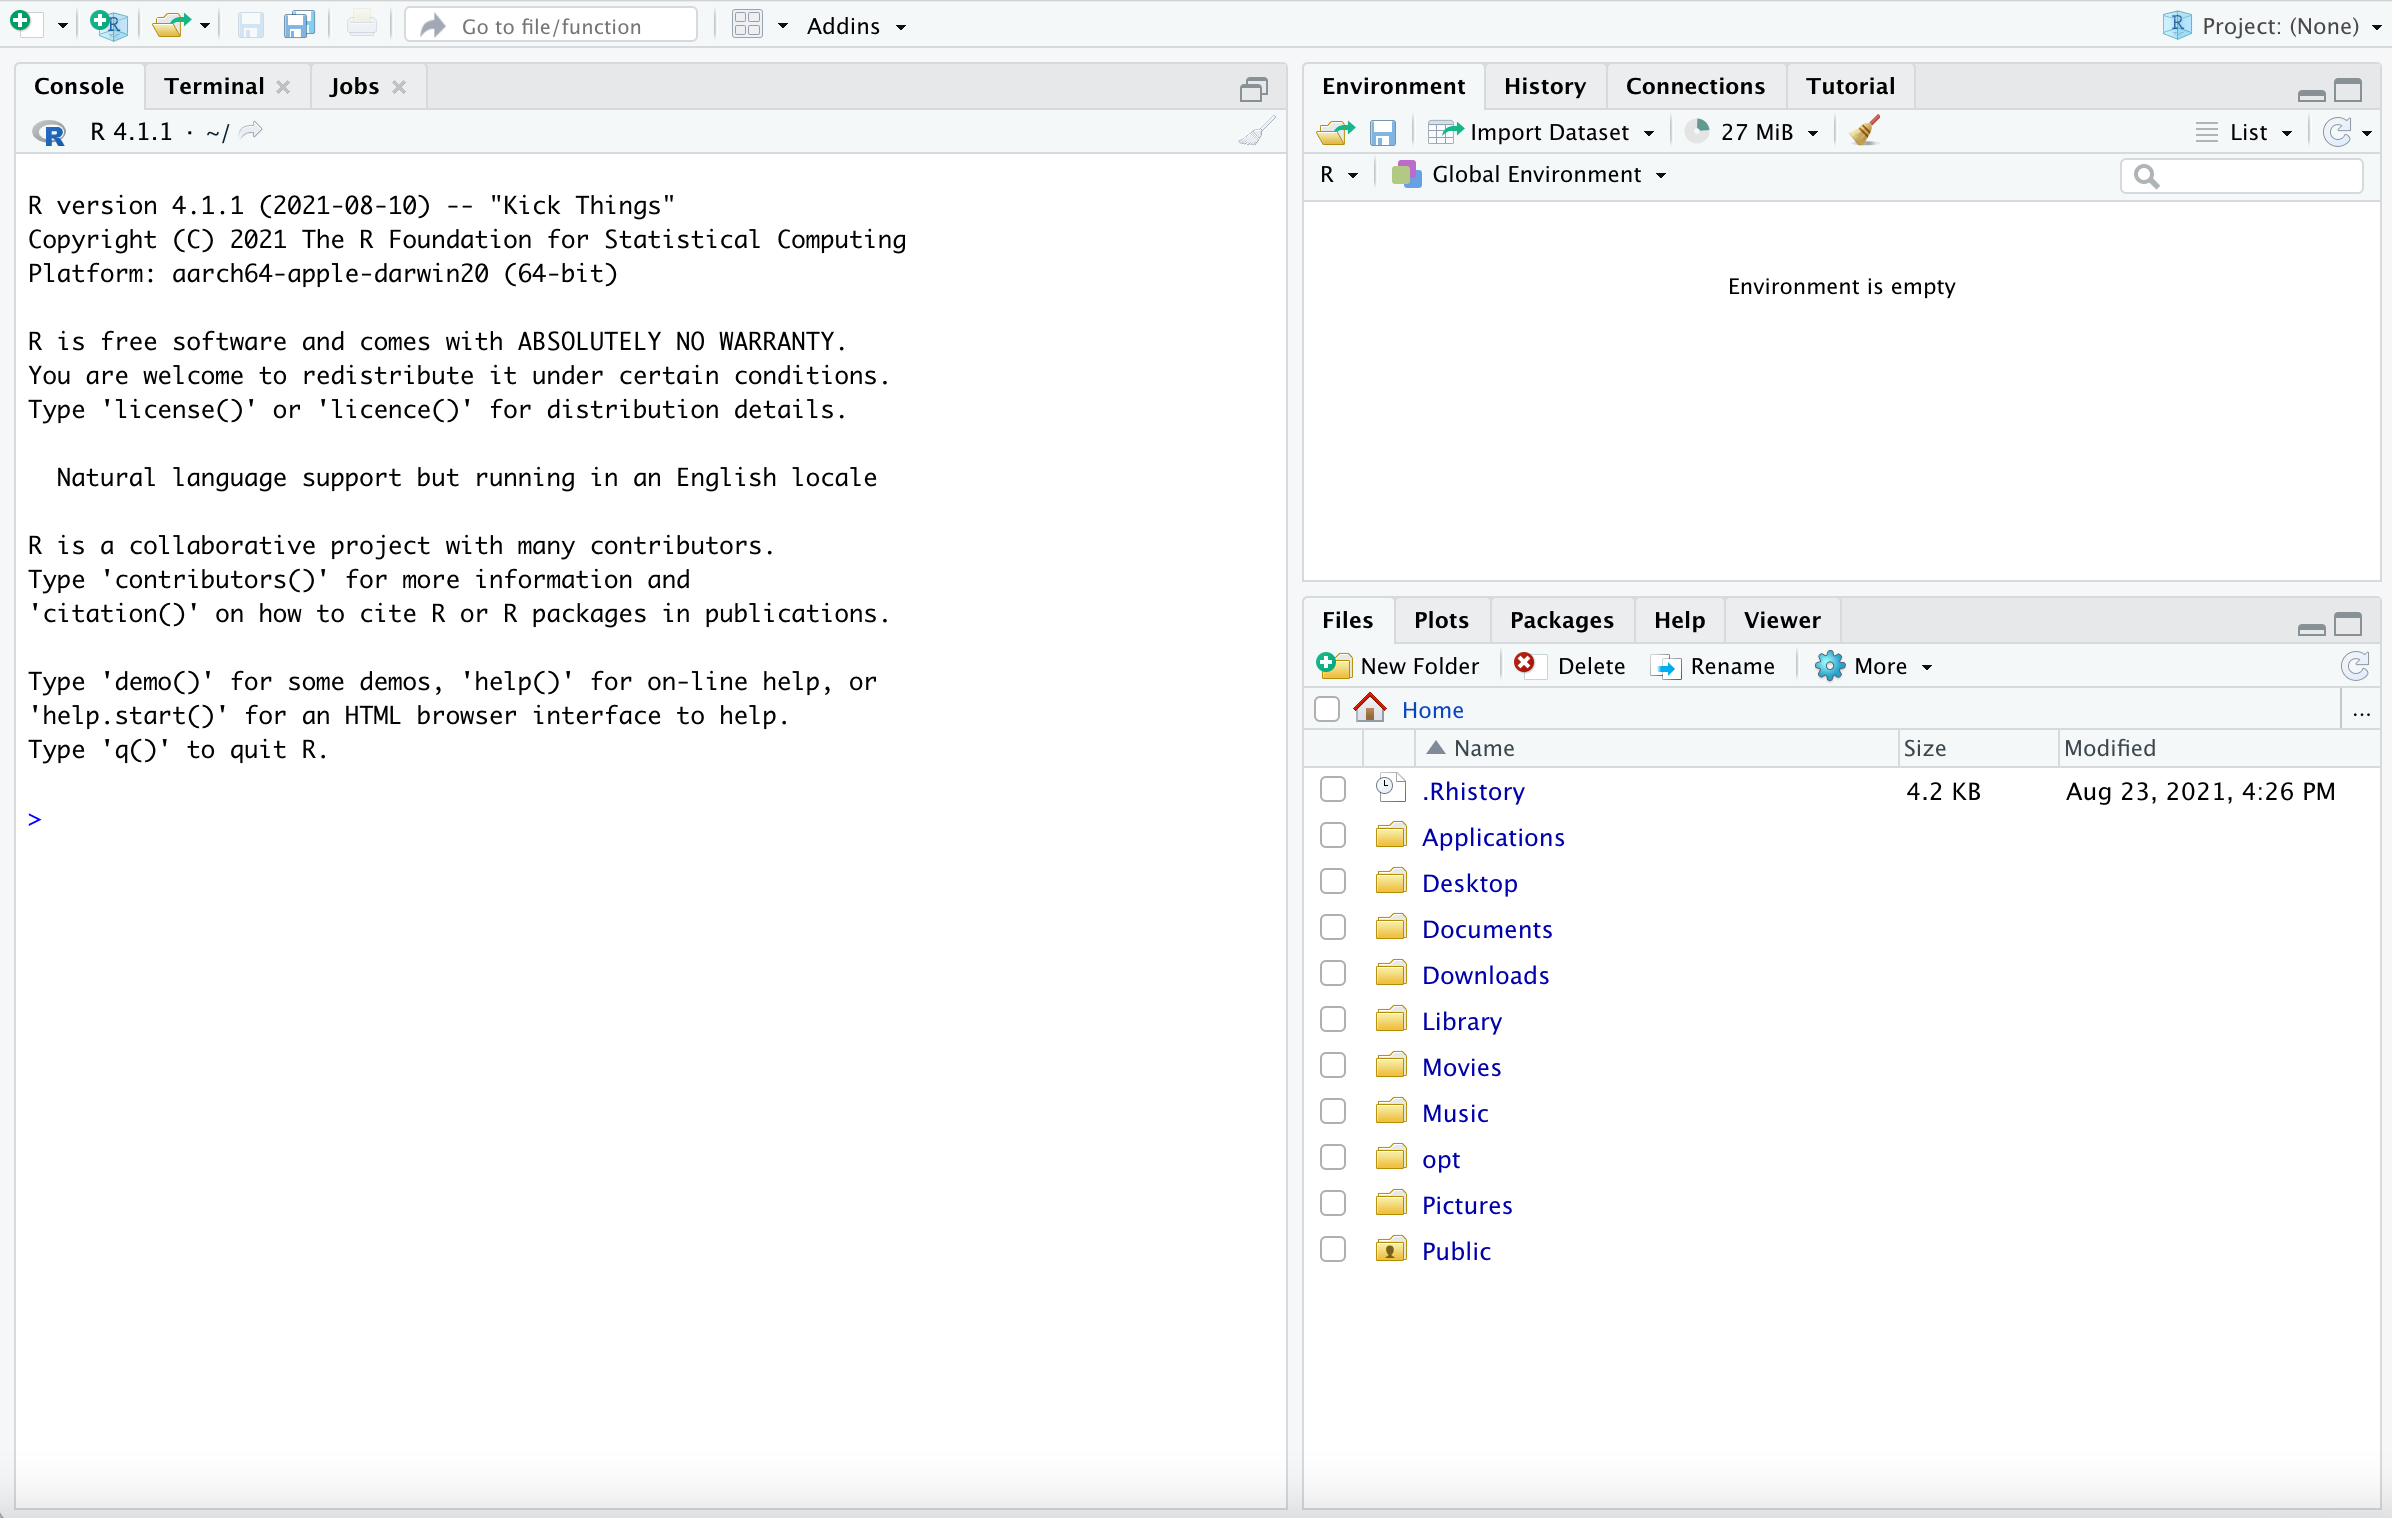 Go to file/function
Addins
Project: (None)
Console
Terminal
Jobs
R 4.1.1 · ~/
R version 4.1.1 (2021-08-10) -- "Kick Things"
Copyright (C) 2021 The R Foundation for Statistical Computing
Platform: aarch64-apple-darwin20 (64-bit)
R is free software and comes with ABSOLUTELY NO WARRANTY.
You are welcome to redistribute it under certain conditions.
Type 'license()' or 'licence()' for distribution details.
Natural language support but running in an English locale
R is a collaborative project with many contributors.
Type 'contributors()' for more information and
'citation()' on how to cite R or R packages in publications.
Type 'demo()' for some demos, 'help()' for on-line help, or
'help.start()' for an HTML browser interface to help.
Type 'q()' to quit R.
>
Environment
History
Connections
Tutorial
Import Dataset
27 MiB
List
R
Global Environment
Environment is empty
Files
Plots
Packages
Help
Viewer
New Folder
Delete
Rename
More
Home
...
Name
Size
Modified
.Rhistory 4.2 KB Aug 23, 2021, 4:26 PM
Applications
Desktop
Documents
Downloads
Library
Movies
Music
opt
Pictures
Public